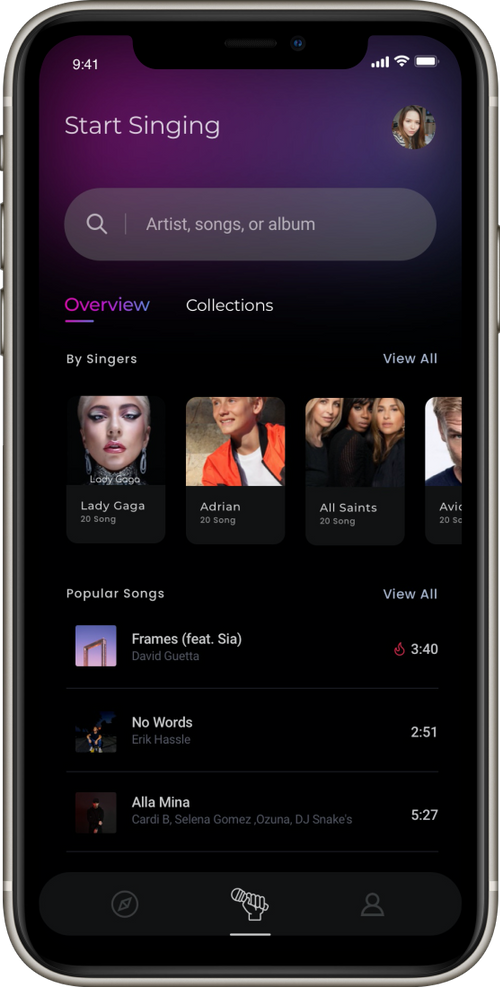 9:41
Start Singing
Artist, songs, or album
Overview
Collections
By Singers
View All
Lady Gaga
Lady Gaga
20 Song
Adrian
20 Song
All Saints
20 Song
Avic
20 So
Popular Songs
View All
Frames (feat. Sia)
David Guetta
3:40
No Words
Erik Hassle
2:51
Alla Mina
Cardi B, Selena Gomez ,Ozuna, DJ Snake's
5:27